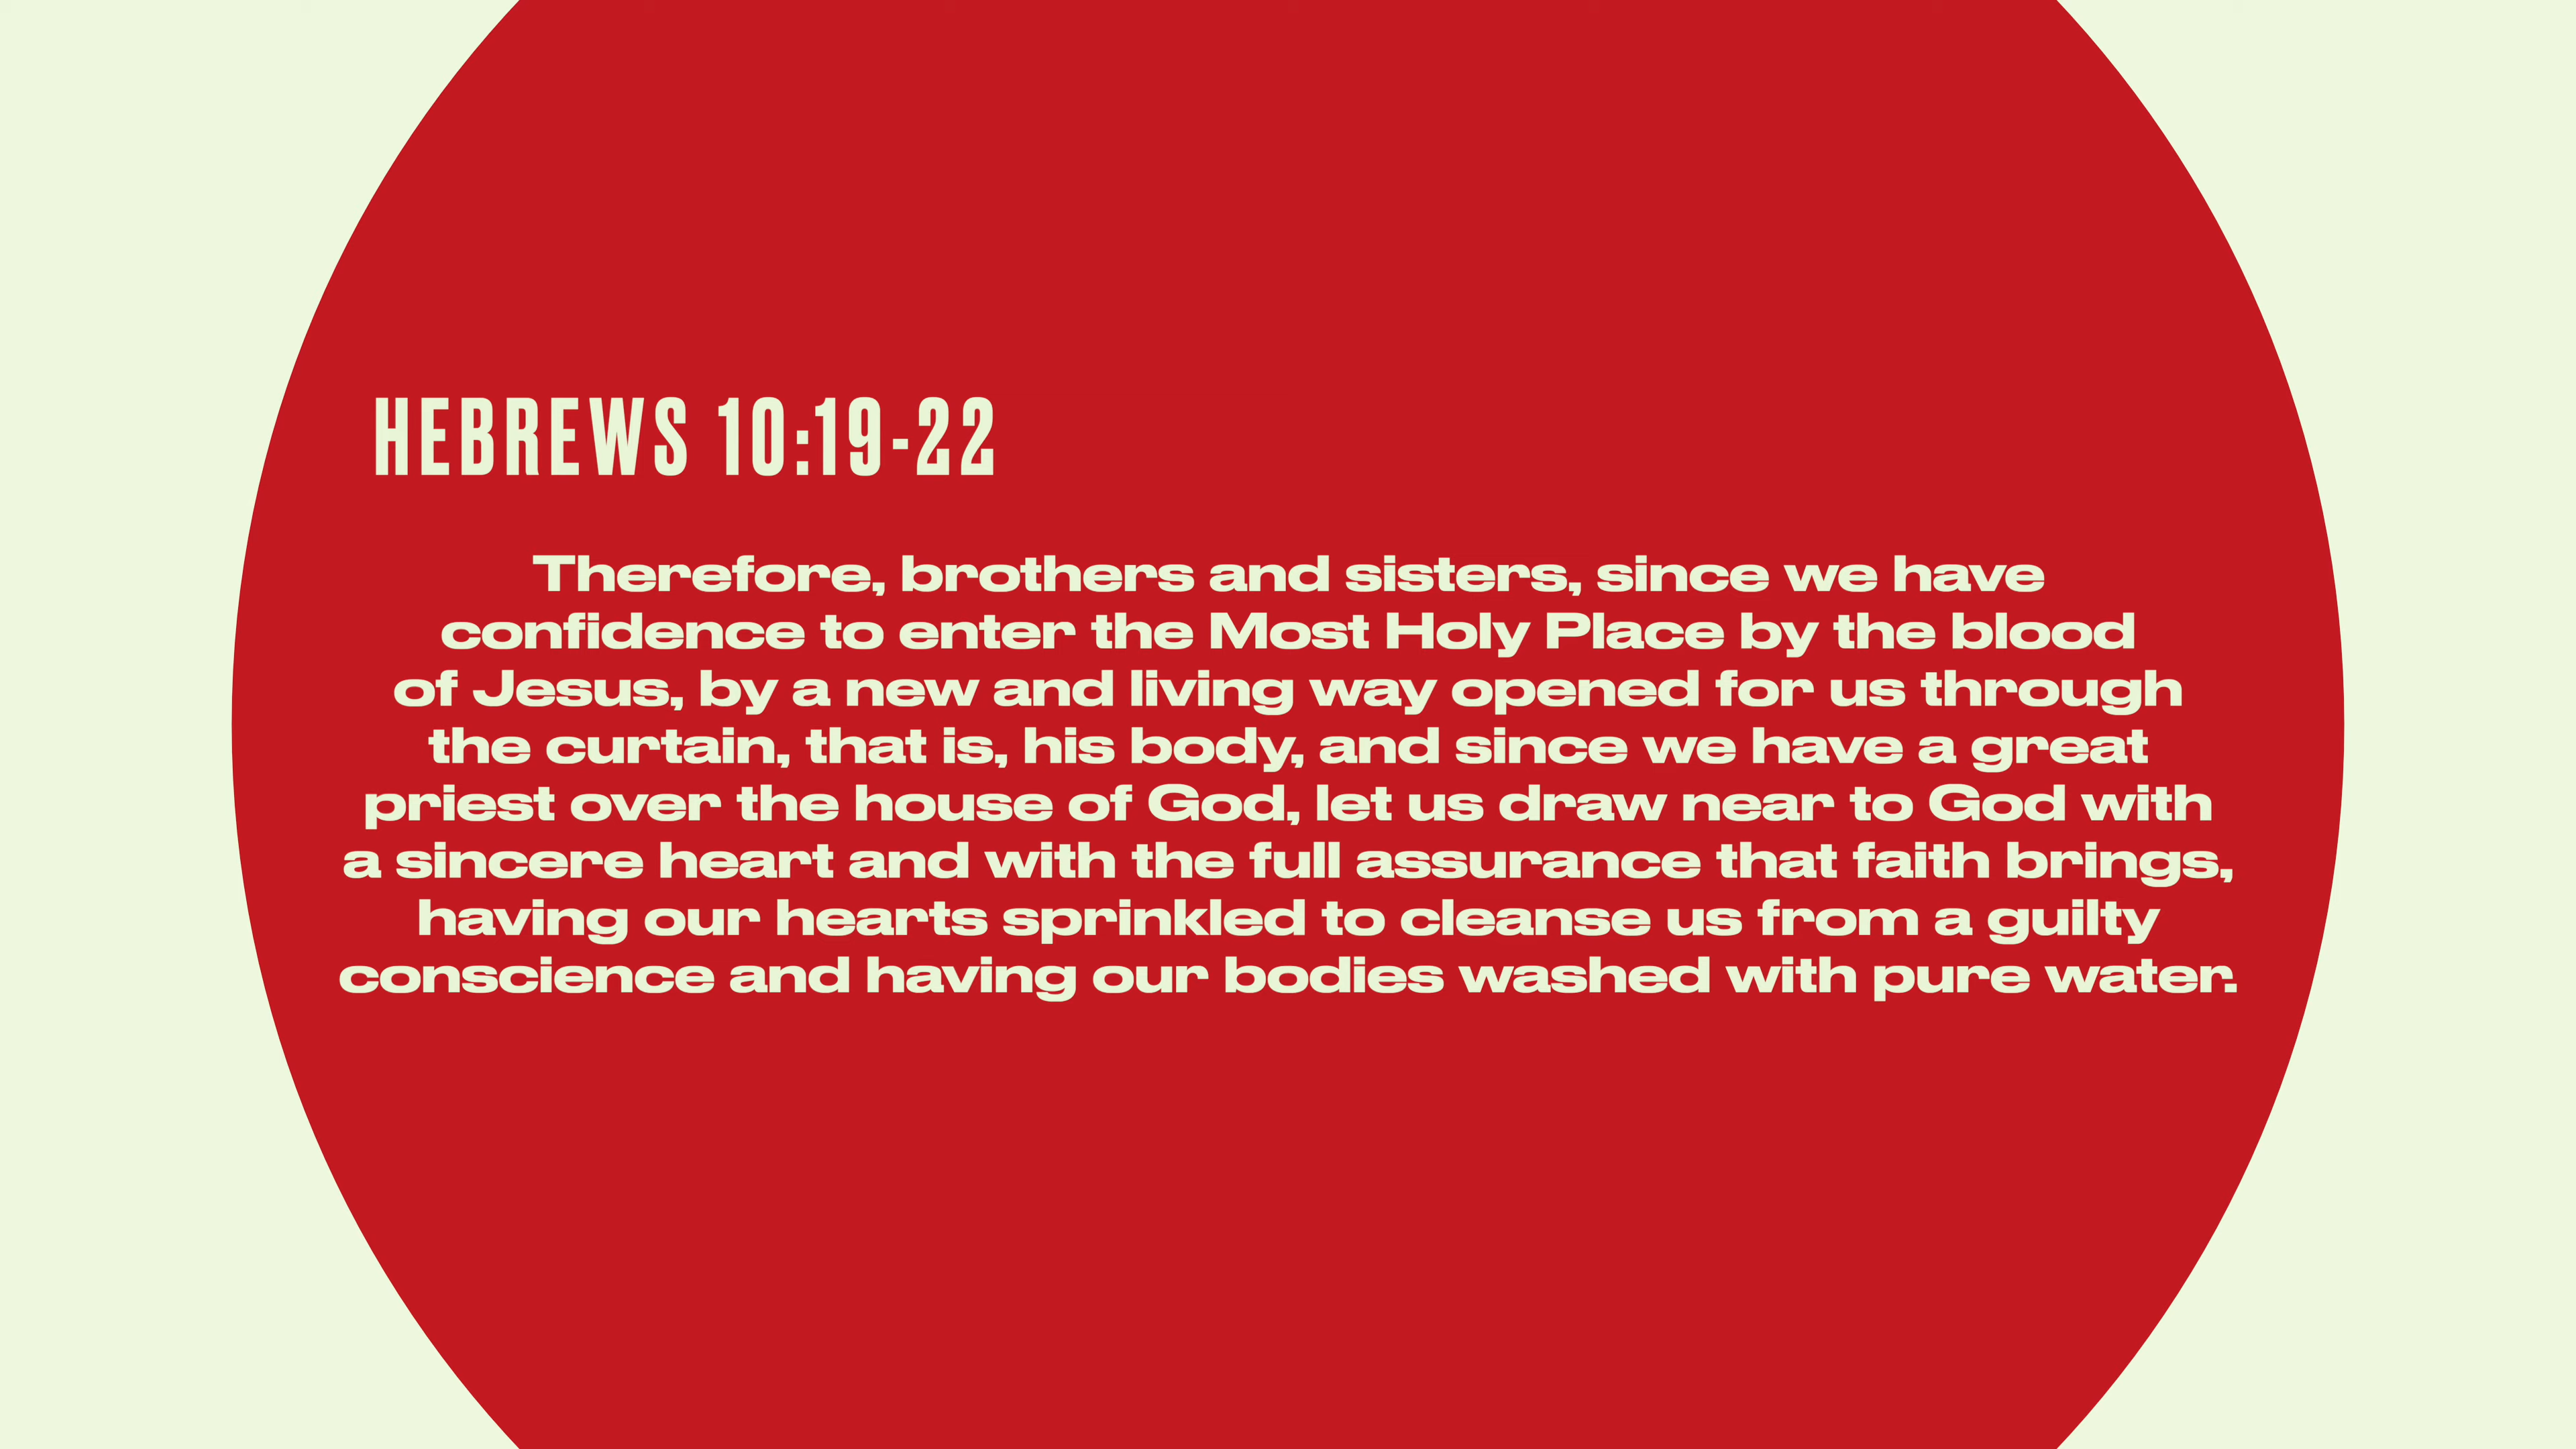 HEBREWS 10:19-22
Therefore, brothers and sisters, since we have
confidence to enter the Most Holy Place by the blood
of Jesus, by a new and living way opened for us through
the curtain, that is, his body, and since we have a great
priest over the house of God, let us draw near to God with
a sincere heart and with the full assurance that faith brings,
having our hearts sprinkled to cleanse us from a guilty
conscience and having our bodies washed with pure water.